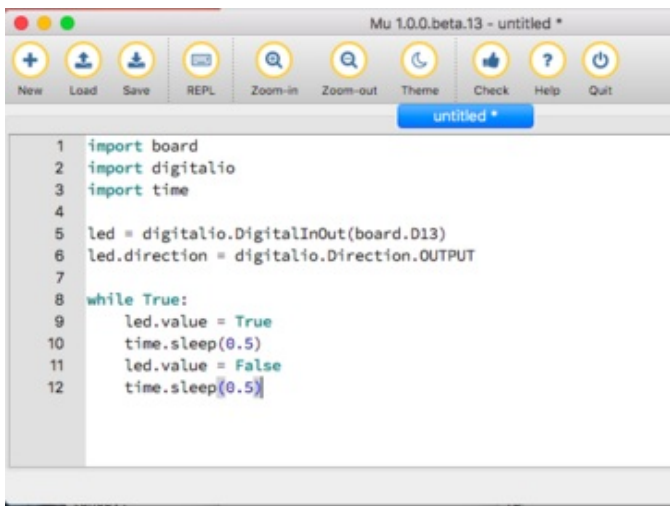 Mu 1.0.0.beta.13 - untitled *
New Load Save REPL Zoom-in Zoom-out Theme Check Help Quit
untitled *
1 import board
2 import digitalio
3 import time
4
5 led = digitalio.DigitalInOut(board.D13)
6 led.direction = digitalio.Direction.OUTPUT
7
8 while True:
9     led.value = True
10     time.sleep(0.5)
11     led.value = False
12     time.sleep(0.5)